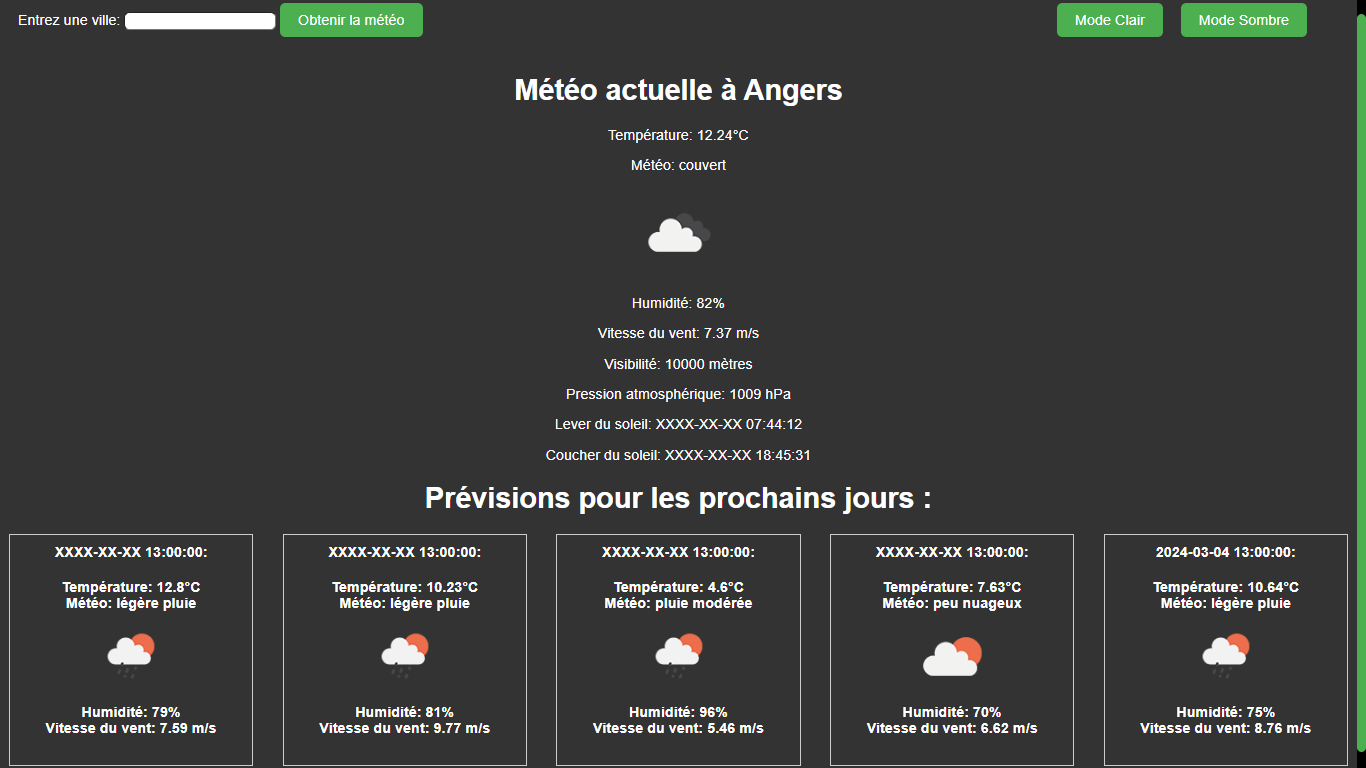 Entrez une ville: Obtenir la météo Mode Clair Mode Sombre
Météo actuelle à Angers
Température: 12.24°C
Météo: couvert
Humidité: 82%
Vitesse du vent: 7.37 m/s
Visibilité: 10000 mètres
Pression atmosphérique: 1009 hPa
Lever du soleil: XXXX-XX-XX 07:44:12
Coucher du soleil: XXXX-XX-XX 18:45:31
Prévisions pour les prochains jours :
XXXX-XX-XX 13:00:00:
Température: 12.8°C
Météo: légère pluie
Humidité: 79%
Vitesse du vent: 7.59 m/s
XXXX-XX-XX 13:00:00:
Température: 10.23°C
Météo: légère pluie
Humidité: 81%
Vitesse du vent: 9.77 m/s
XXXX-XX-XX 13:00:00:
Température: 4.6°C
Météo: pluie modérée
Humidité: 96%
Vitesse du vent: 5.46 m/s
XXXX-XX-XX 13:00:00:
Température: 7.63°C
Météo: peu nuageux
Humidité: 70%
Vitesse du vent: 6.62 m/s
2024-03-04 13:00:00:
Température: 10.64°C
Météo: légère pluie
Humidité: 75%
Vitesse du vent: 8.76 m/s